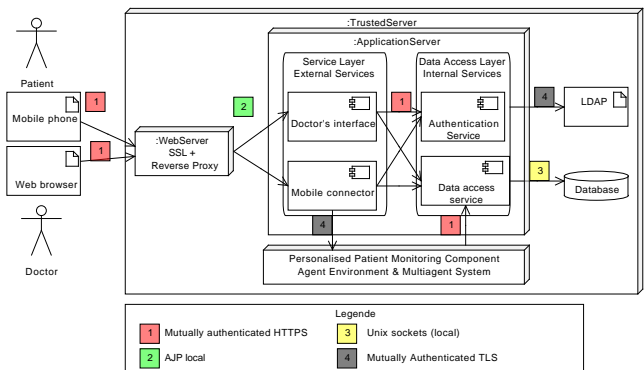 :TrustedServer
:ApplicationServer
Patient
Mobile phone
1
1
Web browser
Doctor
:WebServer
SSL +
Reverse Proxy
2
Service Layer
External Services
Doctor's interface
Mobile connector
1
Data Access Layer
Internal Services
Authentication
Service
Data access
service
4
LDAP
3
Database
4
1
Personalised Patient Monitoring Component
Agent Environment & Multiagent System
Legende
1 Mutually authenticated HTTPS
3 Unix sockets (local)
2 AJP local
4 Mutually Authenticated TLS